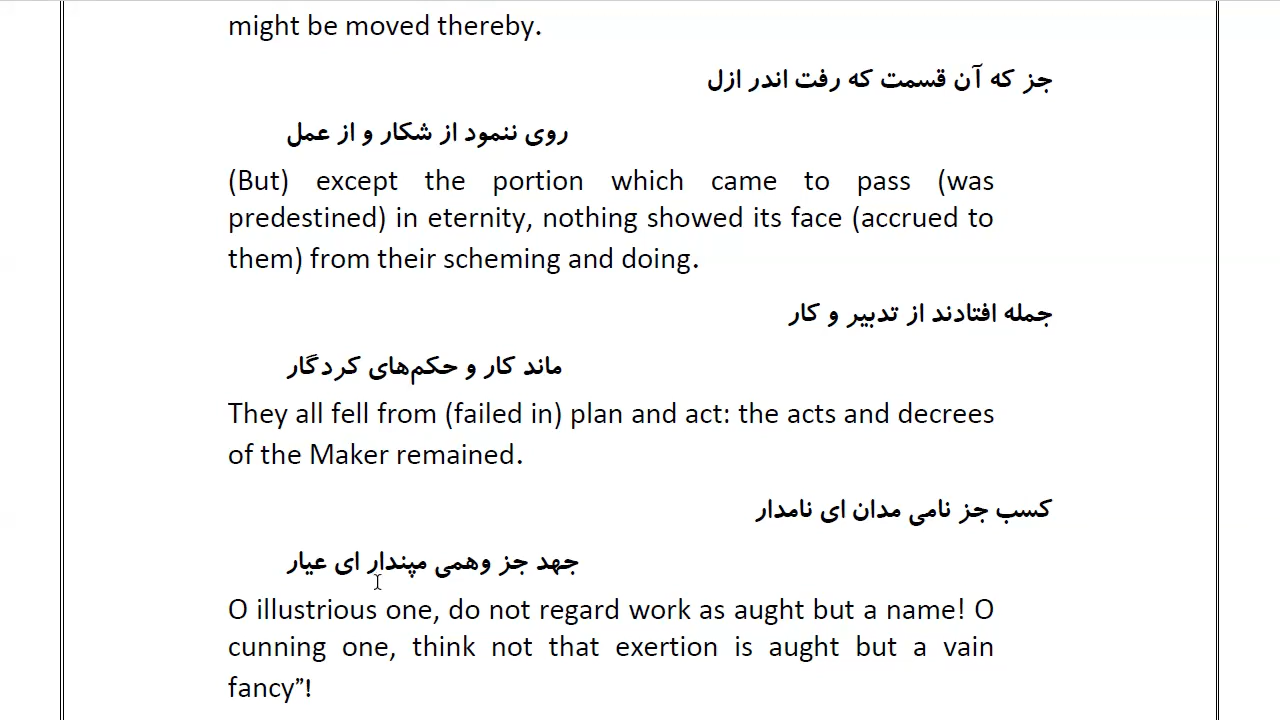 might be moved thereby.
جز که آن قسمت که رفت اندر ازل
روی ننمود از شکار و از عمل
(But) except the portion which came to pass (was
predestined) in eternity, nothing showed its face (accrued to
them) from their scheming and doing.
جمله افتادند از تدبیر و کار
ماند کار و حکم‌های کردگار
They all fell from (failed in) plan and act: the acts and decrees
of the Maker remained.
کسب جز نامی مدان ای نامدار
جهد جز وهمی مپندار ای عیار
O illustrious one, do not regard work as aught but a name! O
cunning one, think not that exertion is aught but a vain
fancy”!